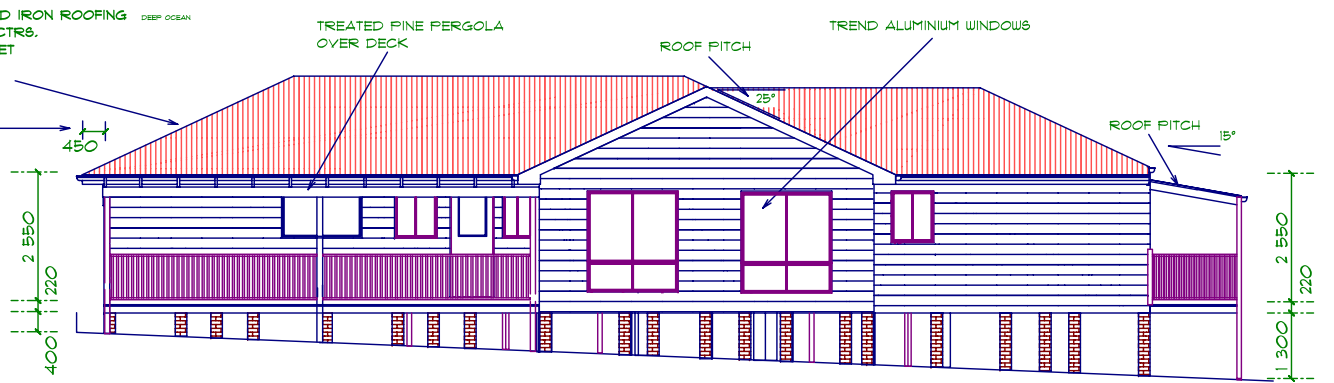 D IRON ROOFING DEEP OCEAN
CTRS.
ET
TREATED PINE PERGOLA
OVER DECK
ROOF PITCH
TREND ALUMINIUM WINDOWS
25°
ROOF PITCH
15°
450
2 550
220
400
2 550
220
1 300